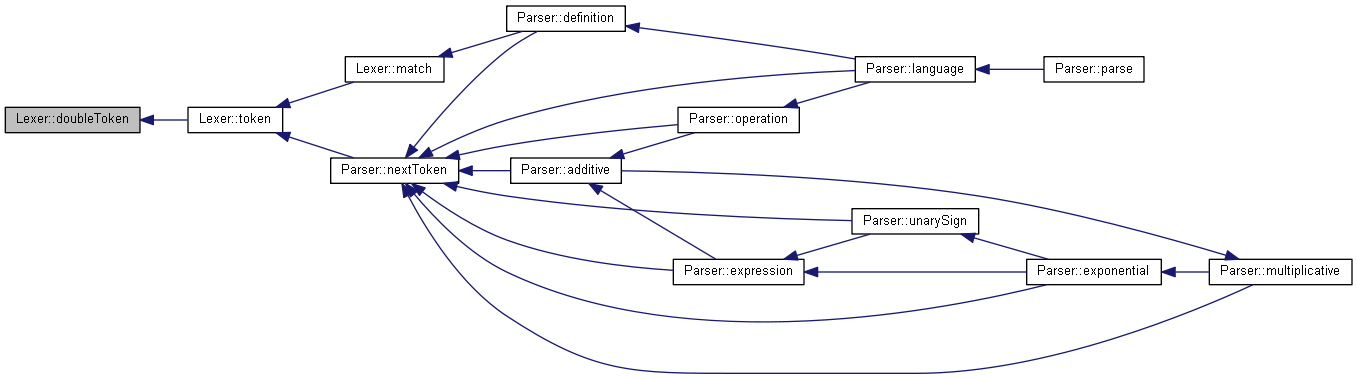 Parser::definition
Lexer::match
Parser::language
Parser::parse
Lexer::doubleToken
Lexer::token
Parser::operation
Parser::nextToken
Parser::additive
Parser::unarySign
Parser::expression
Parser::exponential
Parser::multiplicative